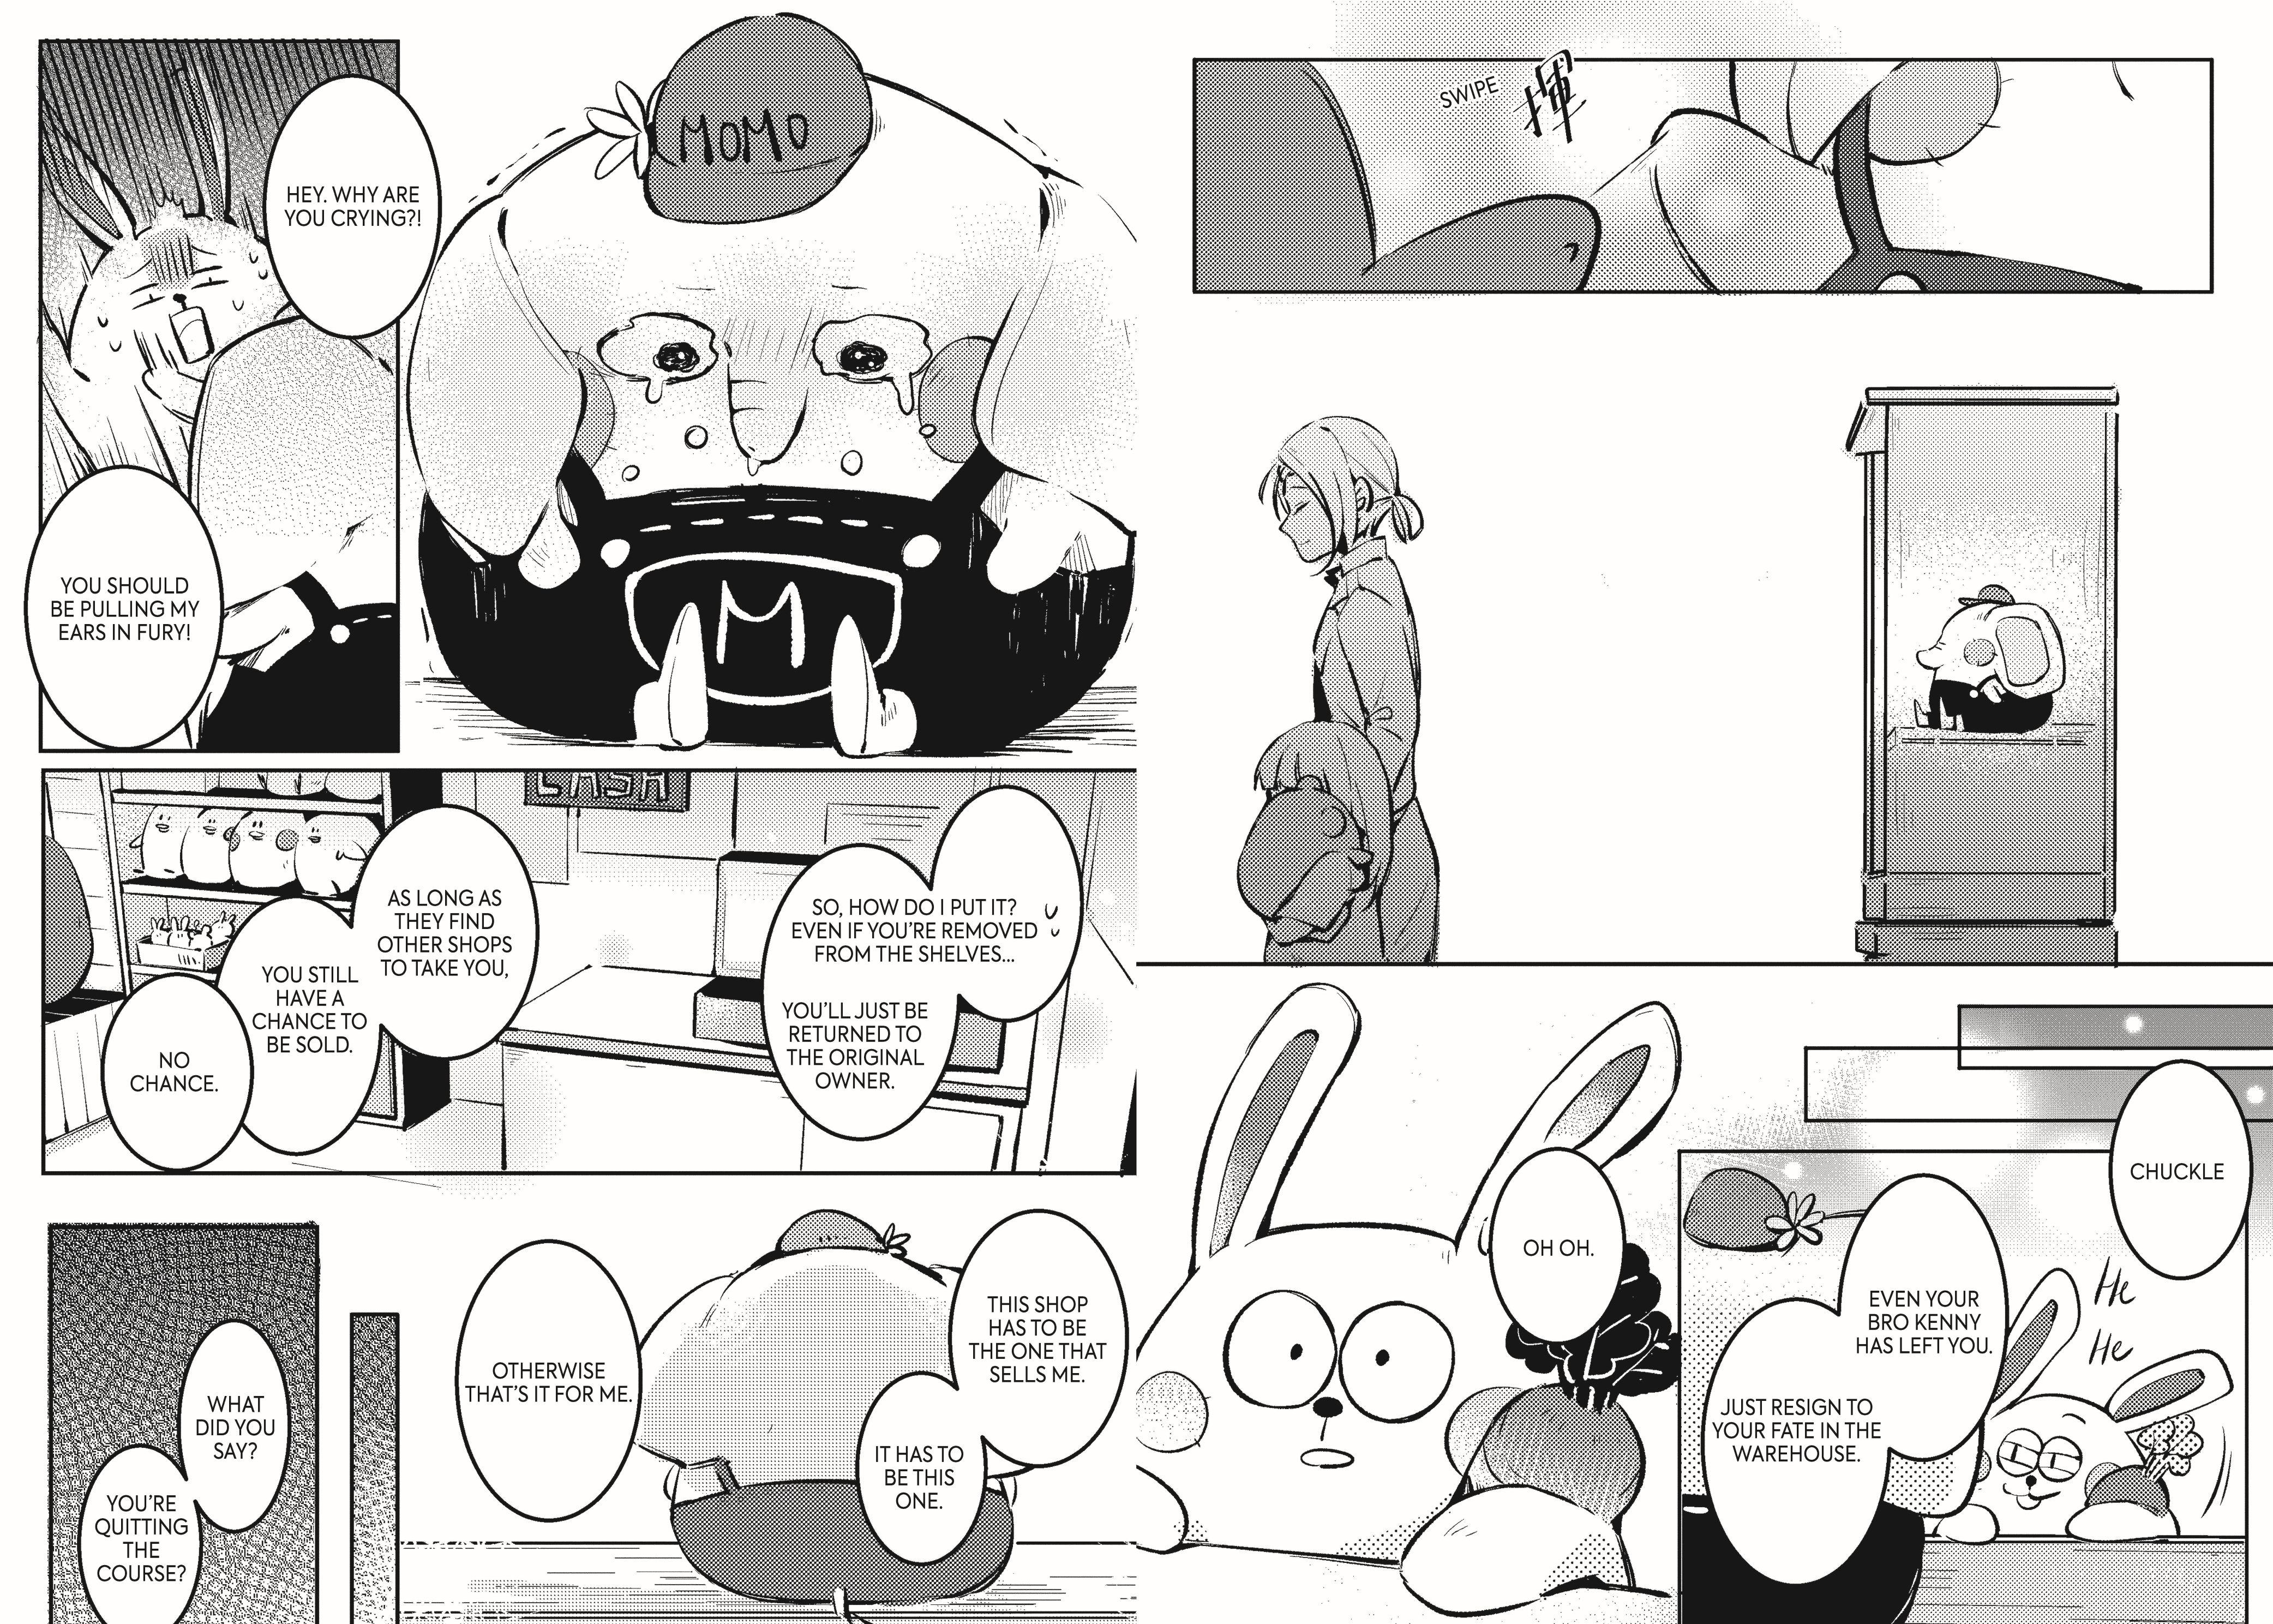 SWIPE
揮
CHUCKLE
He
He
EVEN YOUR
BRO KENNY
HAS LEFT YOU.
JUST RESIGN TO
YOUR FATE IN THE
WAREHOUSE.
OH OH.
MOMO
M
HEY. WHY ARE
YOU CRYING?!
YOU SHOULD
BE PULLING MY
EARS IN FURY!
CASH
SO, HOW DO I PUT IT?
EVEN IF YOU'RE REMOVED
FROM THE SHELVES...
YOU'LL JUST BE
RETURNED TO
THE ORIGINAL
OWNER.
AS LONG AS
THEY FIND
OTHER SHOPS
TO TAKE YOU,
YOU STILL
HAVE A
CHANCE TO
BE SOLD.
NO
CHANCE.
THIS SHOP
HAS TO BE
THE ONE THAT
SELLS ME.
IT HAS TO
BE THIS
ONE.
OTHERWISE
THAT'S IT FOR ME.
WHAT
DID YOU
SAY?
YOU'RE
QUITTING
THE
COURSE?